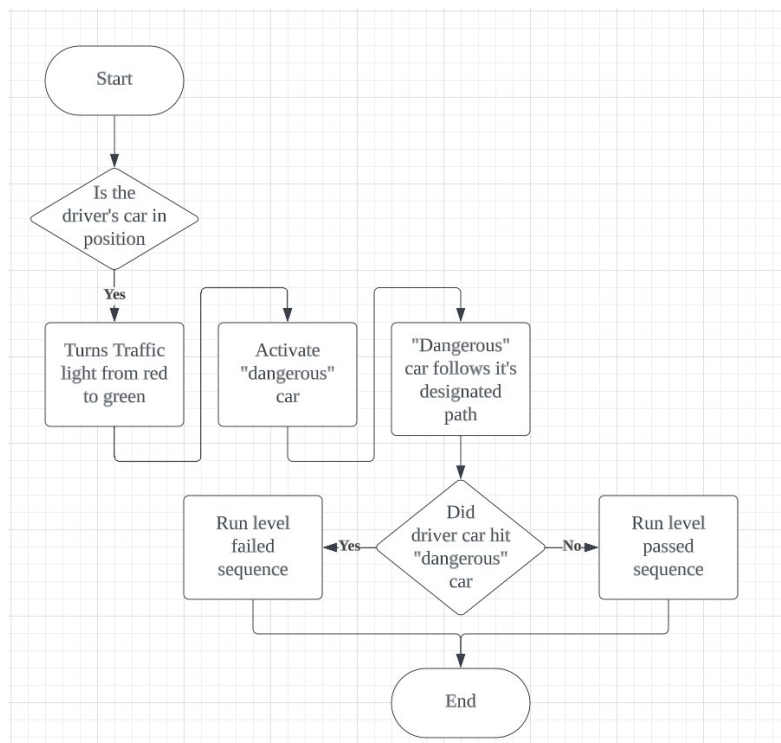 Start
Is the
driver's car in
position
Yes
Turns Traffic
light from red
to green
Activate
"dangerous"
car
"Dangerous"
car follows it's
designated
path
Did
driver car hit
"dangerous"
car
Yes
Run level
failed
sequence
No
Run level
passed
sequence
End